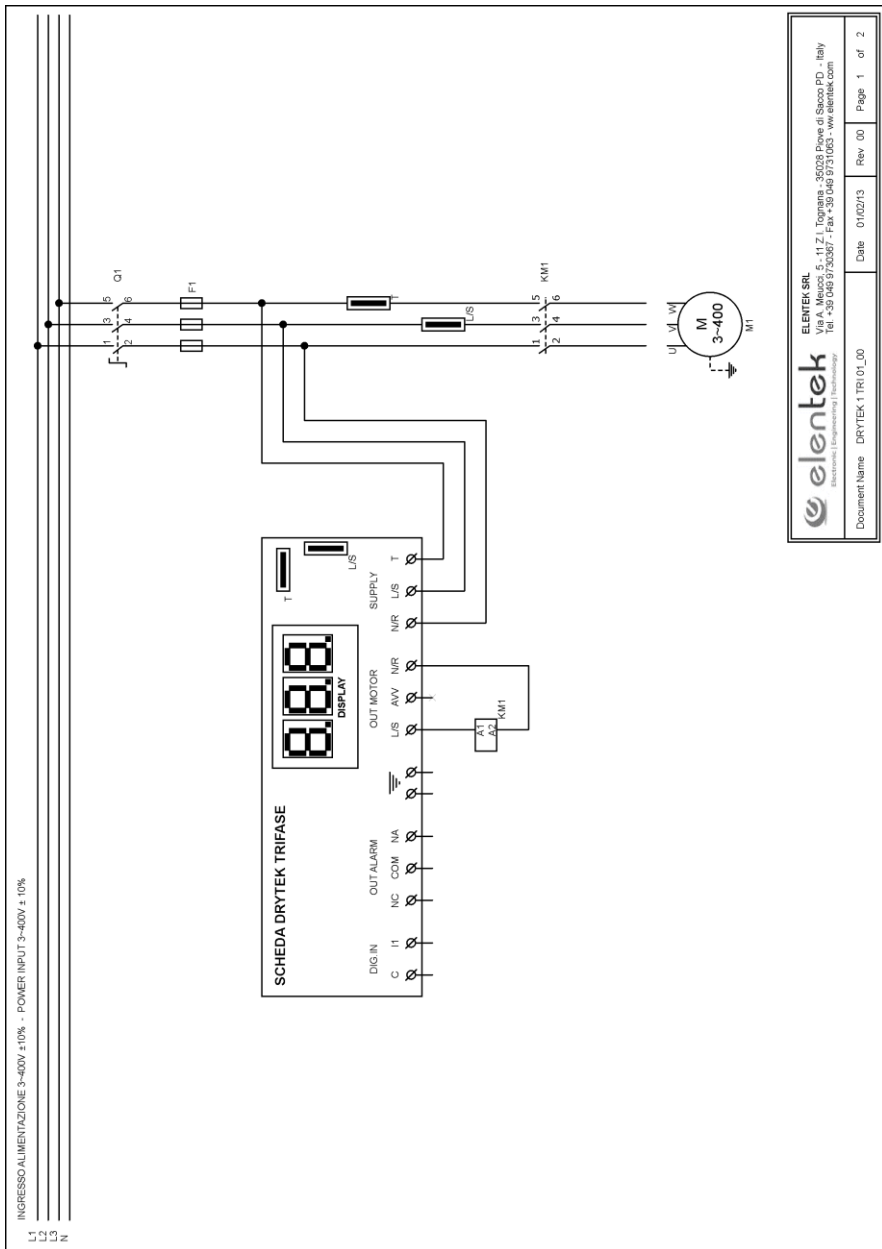 INGRESSO ALIMENTAZIONE 3~400V ±10% - POWER INPUT 3~400V ± 10%
L1
L2
L3
N
Q1
1 3 5
2 4 6
F1
T
L/S
KM1
1 3 5
2 4 6
U V W
M
3~400
M1
SCHEDA DRYTEK TRIFASE
DISPLAY
T
L/S
DIG.IN
OUT ALARM
OUT MOTOR
SUPPLY
C I1 NC COM NA L/S AVV N/R N/R L/S T
A1
A2
KM1
elentek
Electronic | Engineering | Technology
ELENTEK SRL
Via A. Meucci, 5 - 11 Z.I. Tognana - 35028 Piove di Sacco PD - Italy
Tel. +39 049 9730367 - Fax +39 049 9731063 - ww.elentek.com
Document Name DRYTEK 1 TRI 01_00
Date 01/02/13
Rev 00
Page 1 of 2